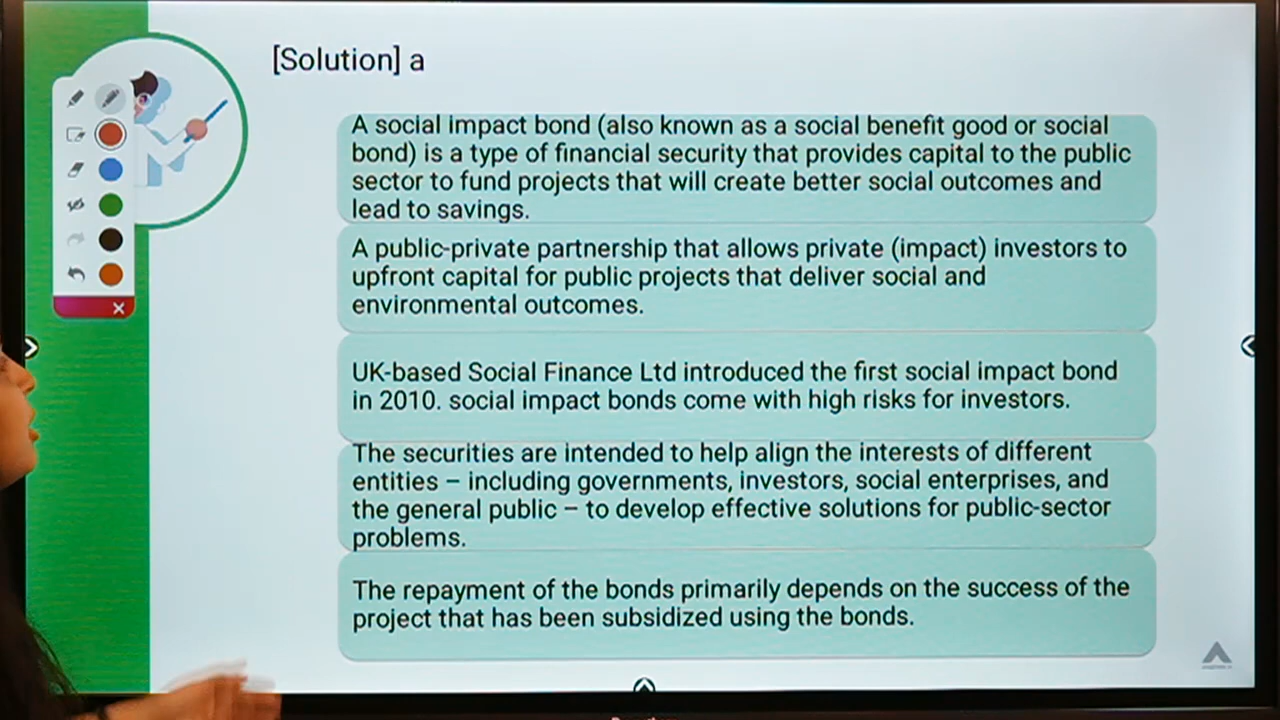 [Solution] a
A social impact bond (also known as a social benefit good or social
bond) is a type of financial security that provides capital to the public
sector to fund projects that will create better social outcomes and
lead to savings.
A public-private partnership that allows private (impact) investors to
upfront capital for public projects that deliver social and
environmental outcomes.
UK-based Social Finance Ltd introduced the first social impact bond
in 2010. social impact bonds come with high risks for investors.
The securities are intended to help align the interests of different
entities – including governments, investors, social enterprises, and
the general public – to develop effective solutions for public-sector
problems.
The repayment of the bonds primarily depends on the success of the
project that has been subsidized using the bonds.